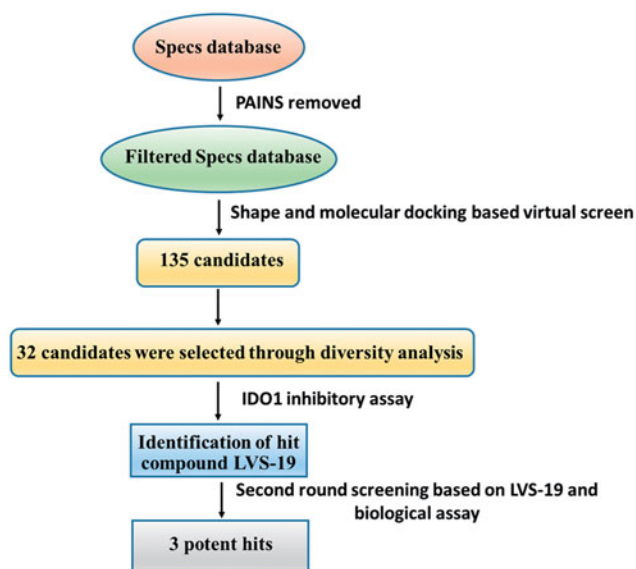 Specs database
PAINS removed
Filtered Specs database
Shape and molecular docking based virtual screen
135 candidates
32 candidates were selected through diversity analysis
IDO1 inhibitory assay
Identification of hit
compound LVS-19
Second round screening based on LVS-19 and
biological assay
3 potent hits